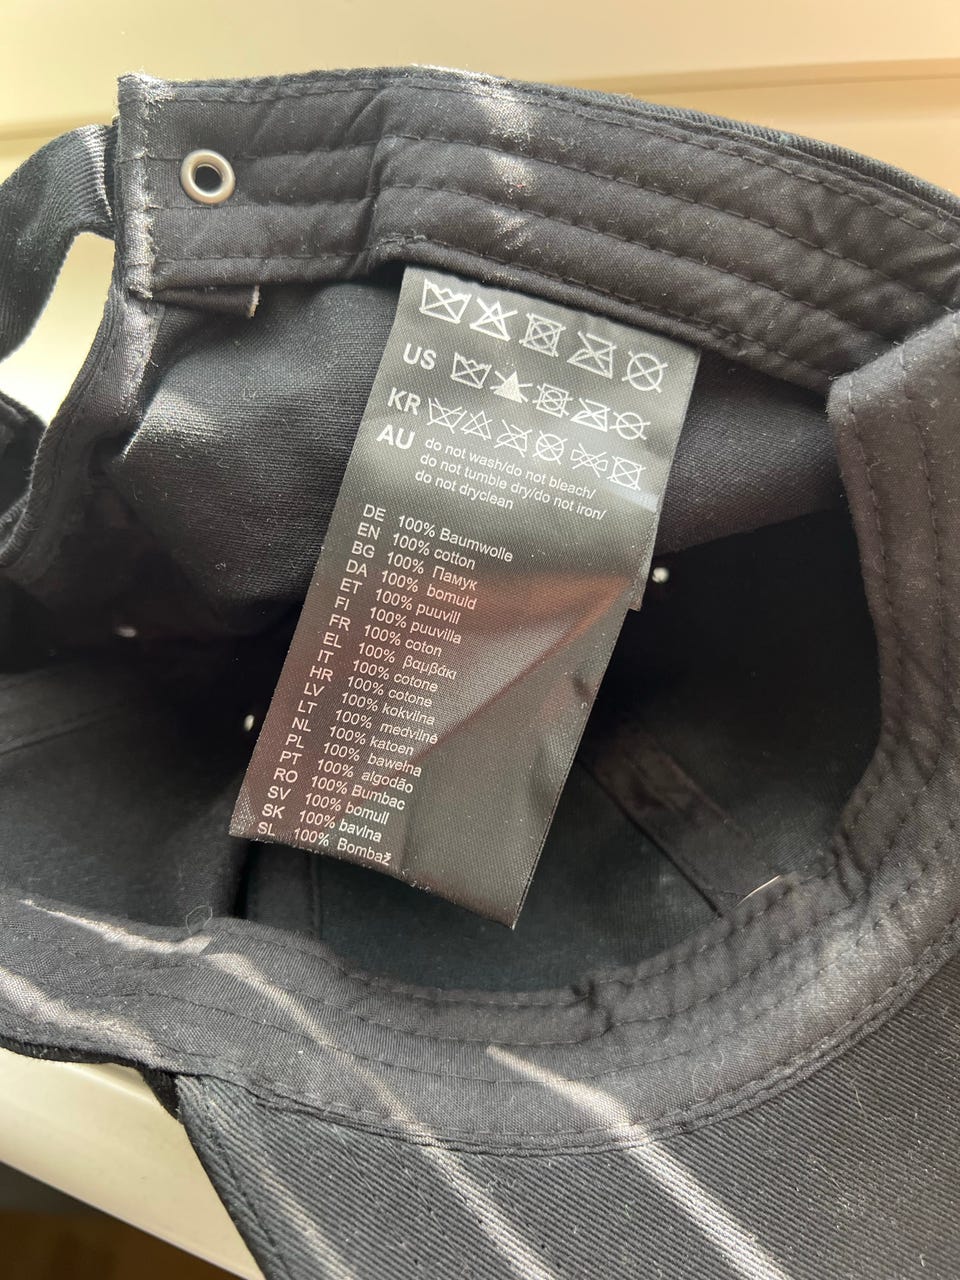 US
KR
AU do not wash/do not bleach/
do not tumble dry/do not iron/
do not dryclean
DE 100% Baumwolle
EN 100% cotton
BG 100% Памук
DA 100% bomuld
ET 100% puuvill
FI 100% puuvilla
FR 100% coton
EL 100% βαμβάκι
IT 100% cotone
HR 100% cotone
LV 100% kokvilna
LT 100% medvilnė
NL 100% katoen
PL 100% bawełna
PT 100% algodão
RO 100% Bumbac
SV 100% bomull
SK 100% bavlna
SL 100% Bombaž